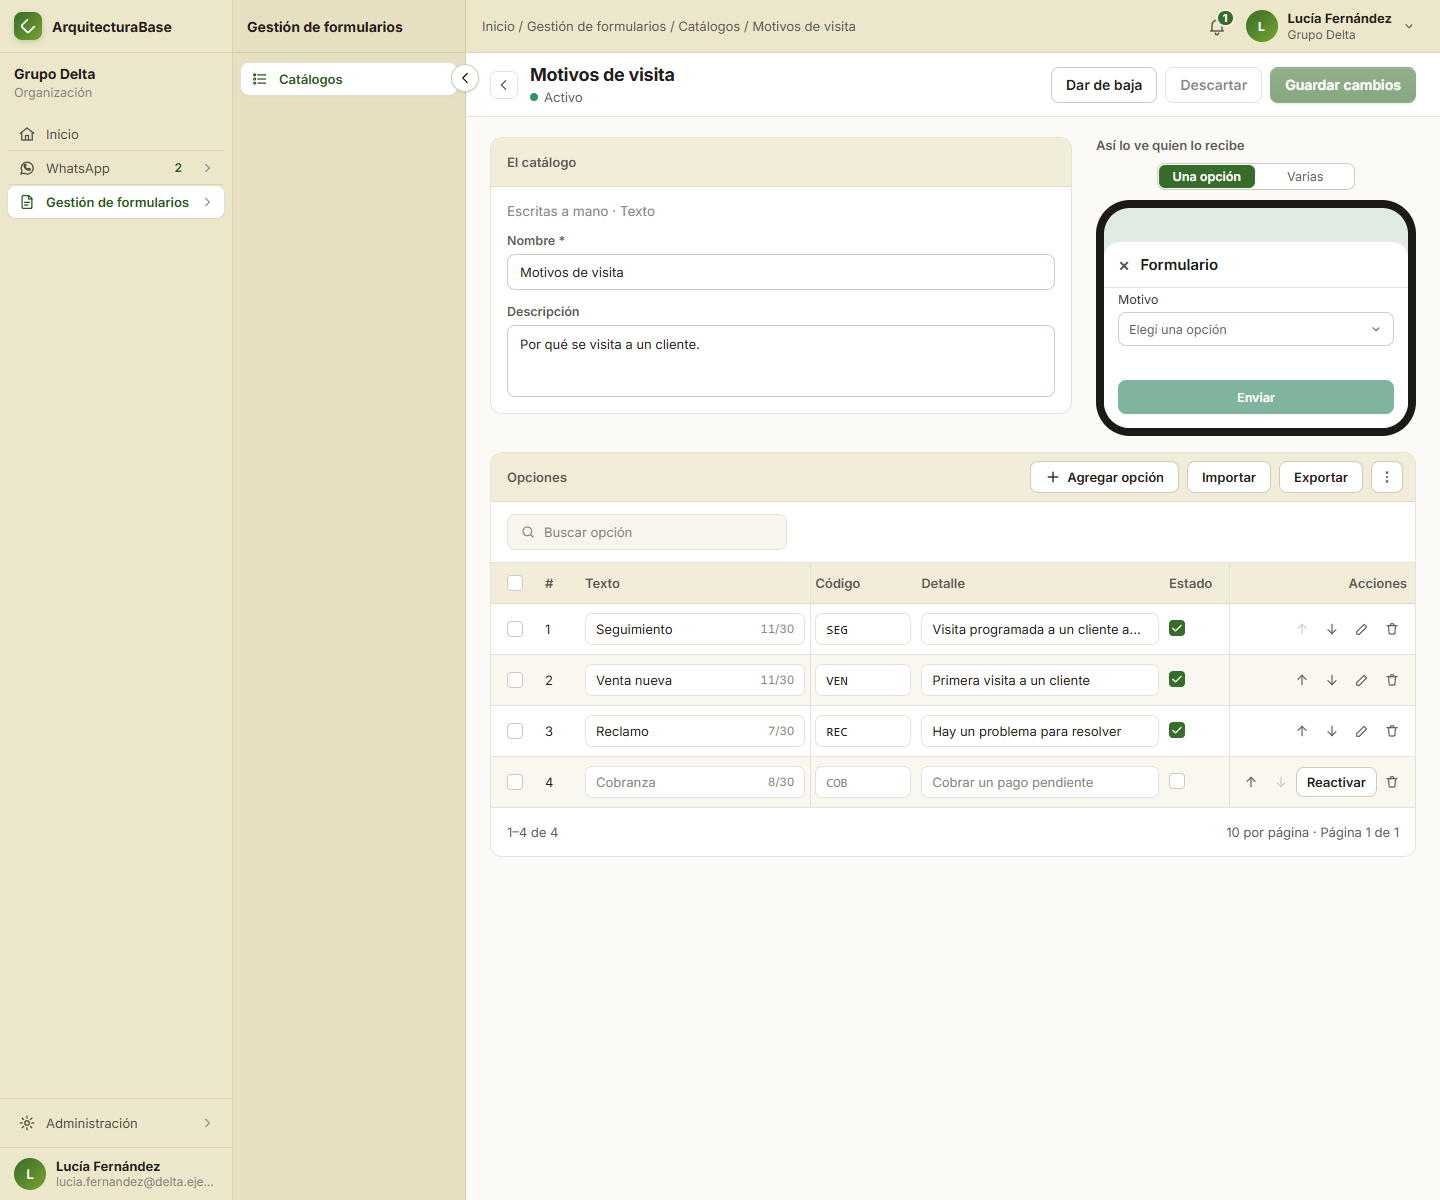 ArquitecturaBase
Gestión de formularios
Inicio / Gestión de formularios / Catálogos / Motivos de visita
1
L
Lucía Fernández
Grupo Delta
Grupo Delta
Organización
Inicio
WhatsApp 2
Gestión de formularios
Catálogos
Motivos de visita
Activo
Dar de baja
Descartar
Guardar cambios
El catálogo
Escritas a mano · Texto
Nombre *
Motivos de visita
Descripción
Por qué se visita a un cliente.
Así lo ve quien lo recibe
Una opción Varias
Formulario
Motivo
Elegí una opción
Enviar
Opciones
Agregar opción
Importar
Exportar
Buscar opción
# Texto Código Detalle Estado Acciones
1 Seguimiento 11/30 SEG Visita programada a un cliente a...
2 Venta nueva 11/30 VEN Primera visita a un cliente
3 Reclamo 7/30 REC Hay un problema para resolver
4 Cobranza 8/30 COB Cobrar un pago pendiente Reactivar
1–4 de 4
10 por página · Página 1 de 1
Administración
L
Lucía Fernández
lucia.fernandez@delta.eje...